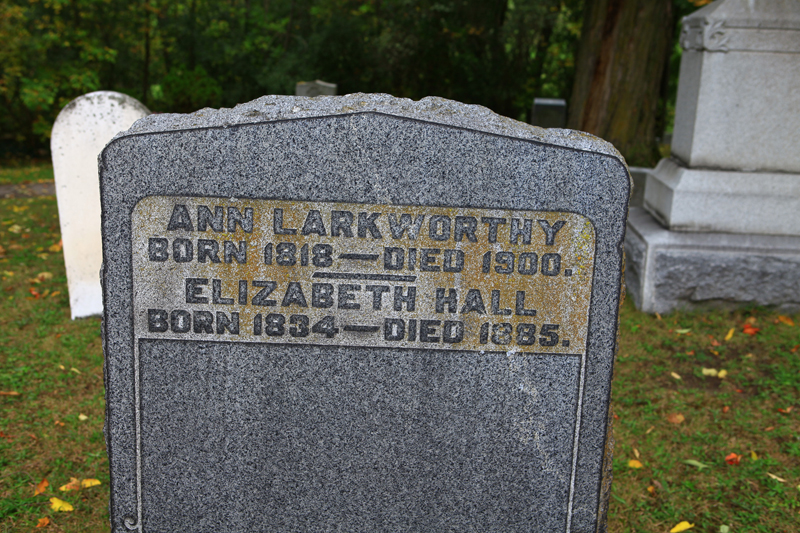 ANN LARKWORTHY
BORN 1818—DIED 1900.
ELIZABETH HALL
BORN 1834—DIED 1885.